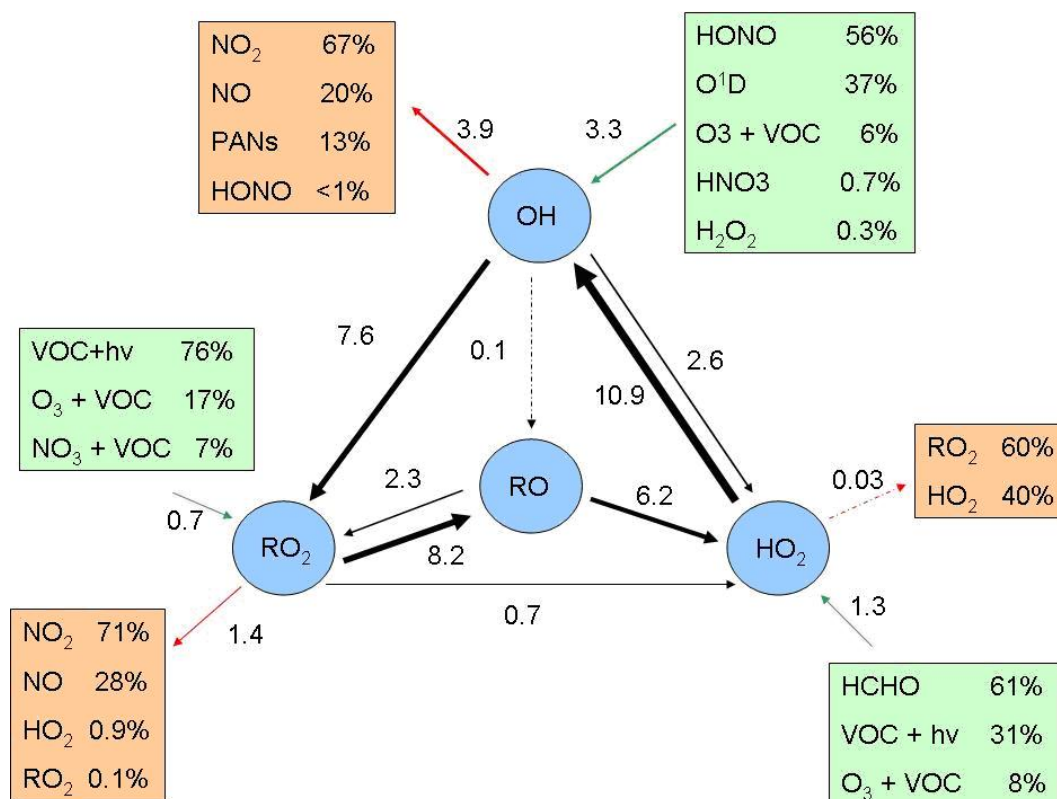 NO₂ 67%
NO 20%
PANs 13%
HONO <1%
HONO 56%
O¹D 37%
O3 + VOC 6%
HNO3 0.7%
H₂O₂ 0.3%
3.9
3.3
OH
VOC+hv 76%
O₃ + VOC 17%
NO₃ + VOC 7%
7.6
0.1
2.6
10.9
RO₂ 60%
HO₂ 40%
0.03
0.7
2.3
RO
6.2
RO₂
8.2
HO₂
0.7
1.4
1.3
NO₂ 71%
NO 28%
HO₂ 0.9%
RO₂ 0.1%
HCHO 61%
VOC + hv 31%
O₃ + VOC 8%